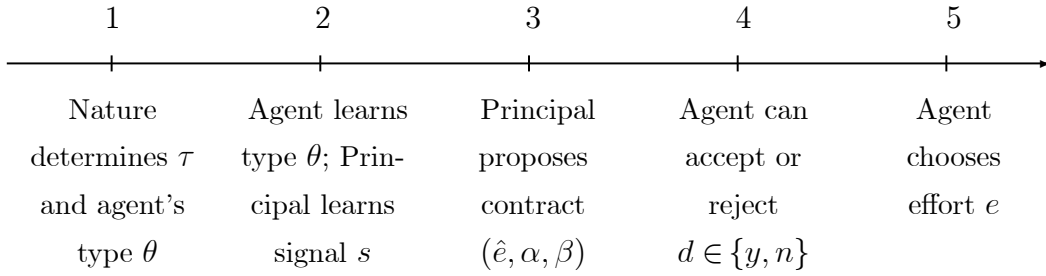 1 2 3 4 5
Nature
determines τ
and agent's
type θ
Agent learns
type θ; Prin-
cipal learns
signal s
Principal
proposes
contract
(ê, α, β)
Agent can
accept or
reject
d ∈ {y, n}
Agent
chooses
effort e